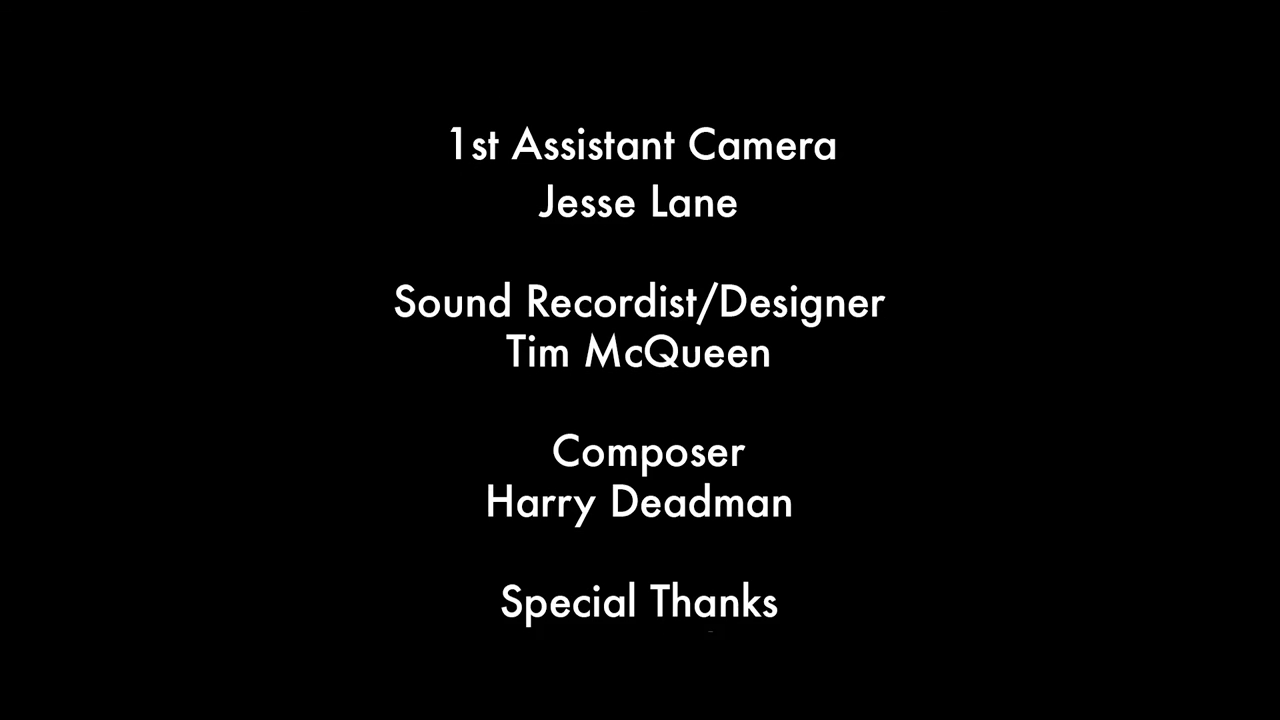 1st Assistant Camera
Jesse Lane
Sound Recordist/Designer
Tim McQueen
Composer
Harry Deadman
Special Thanks